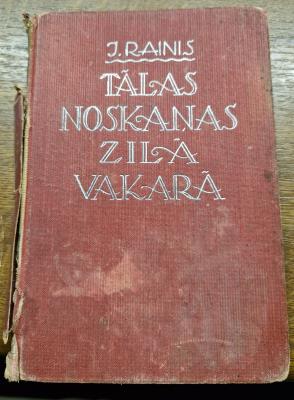 J. RAINIS
TĀLAS
NOSKAŅAS
ZILĀ
VAKARĀ